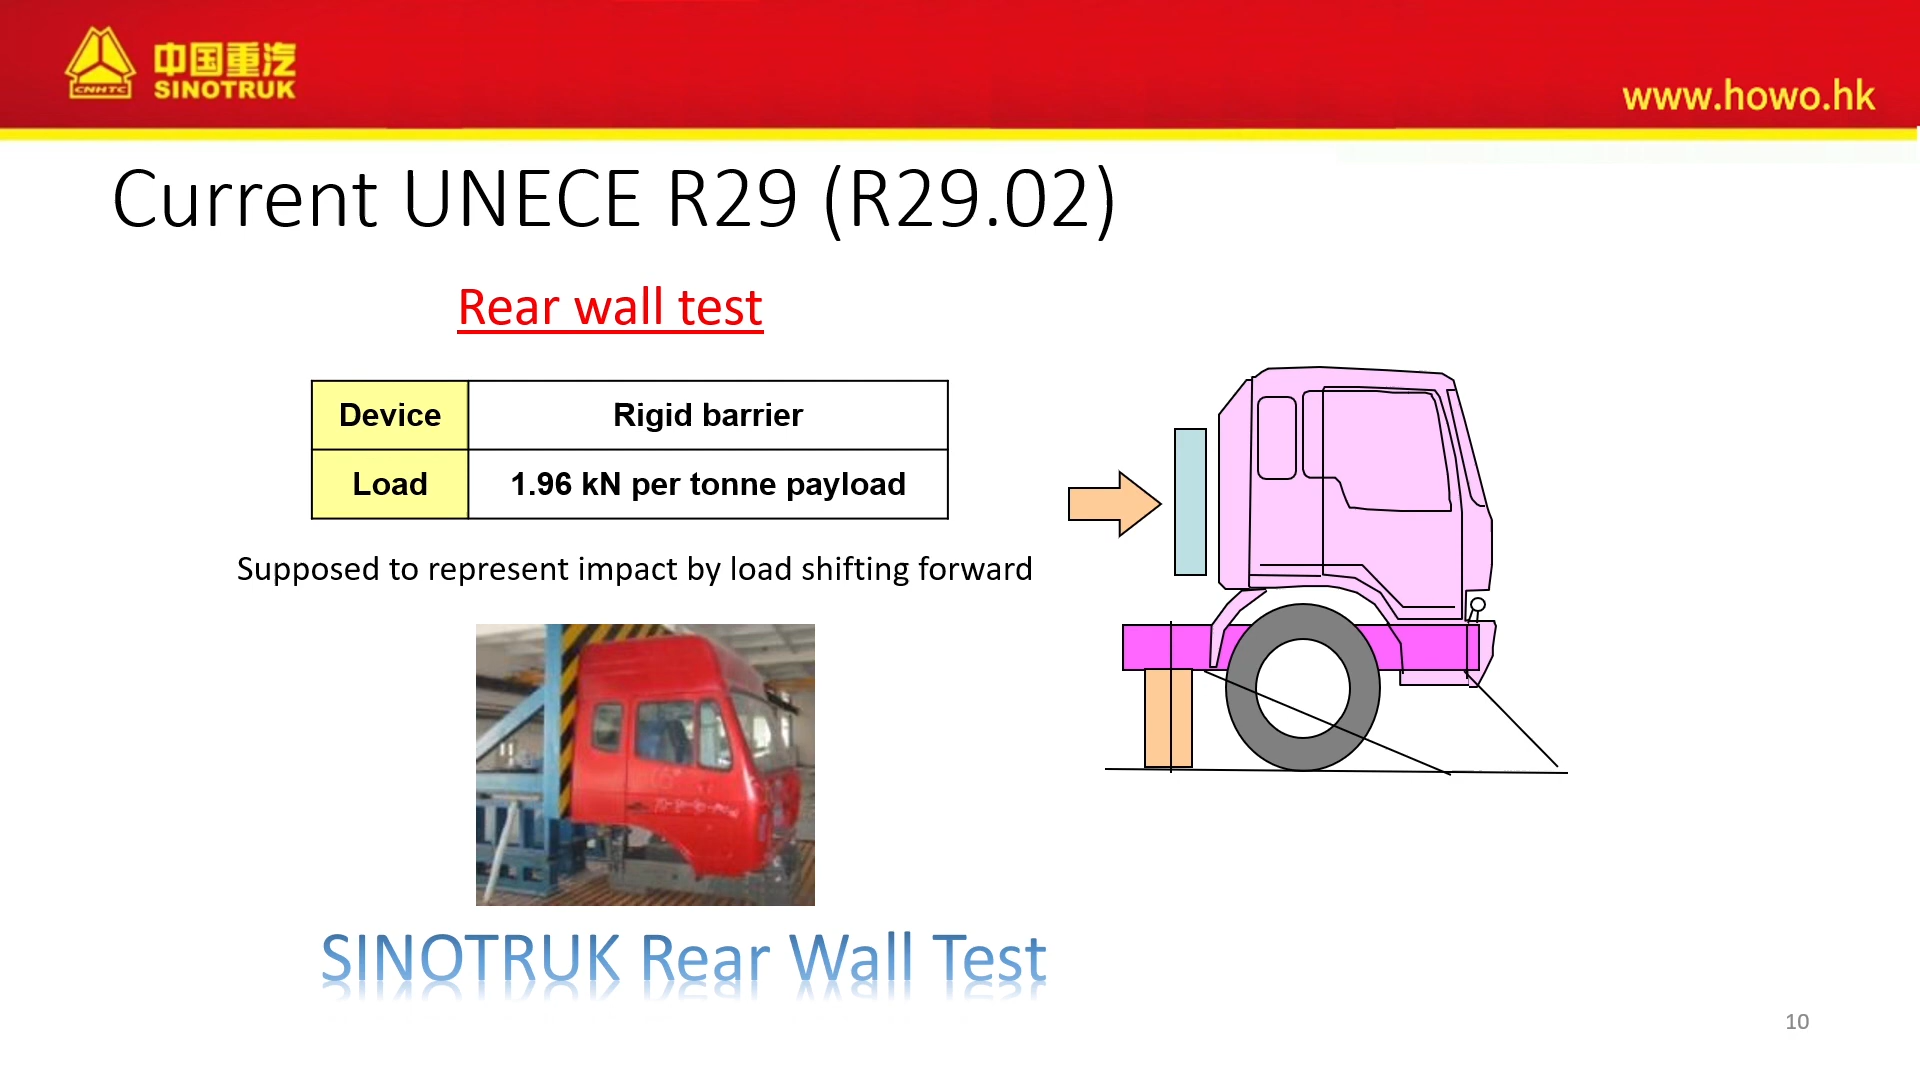 中国重汽
SINOTRUK
CNHTC
www.howo.hk
Current UNECE R29 (R29.02)
Rear wall test
Device Rigid barrier
Load 1.96 kN per tonne payload
Supposed to represent impact by load shifting forward
SINOTRUK Rear Wall Test
10